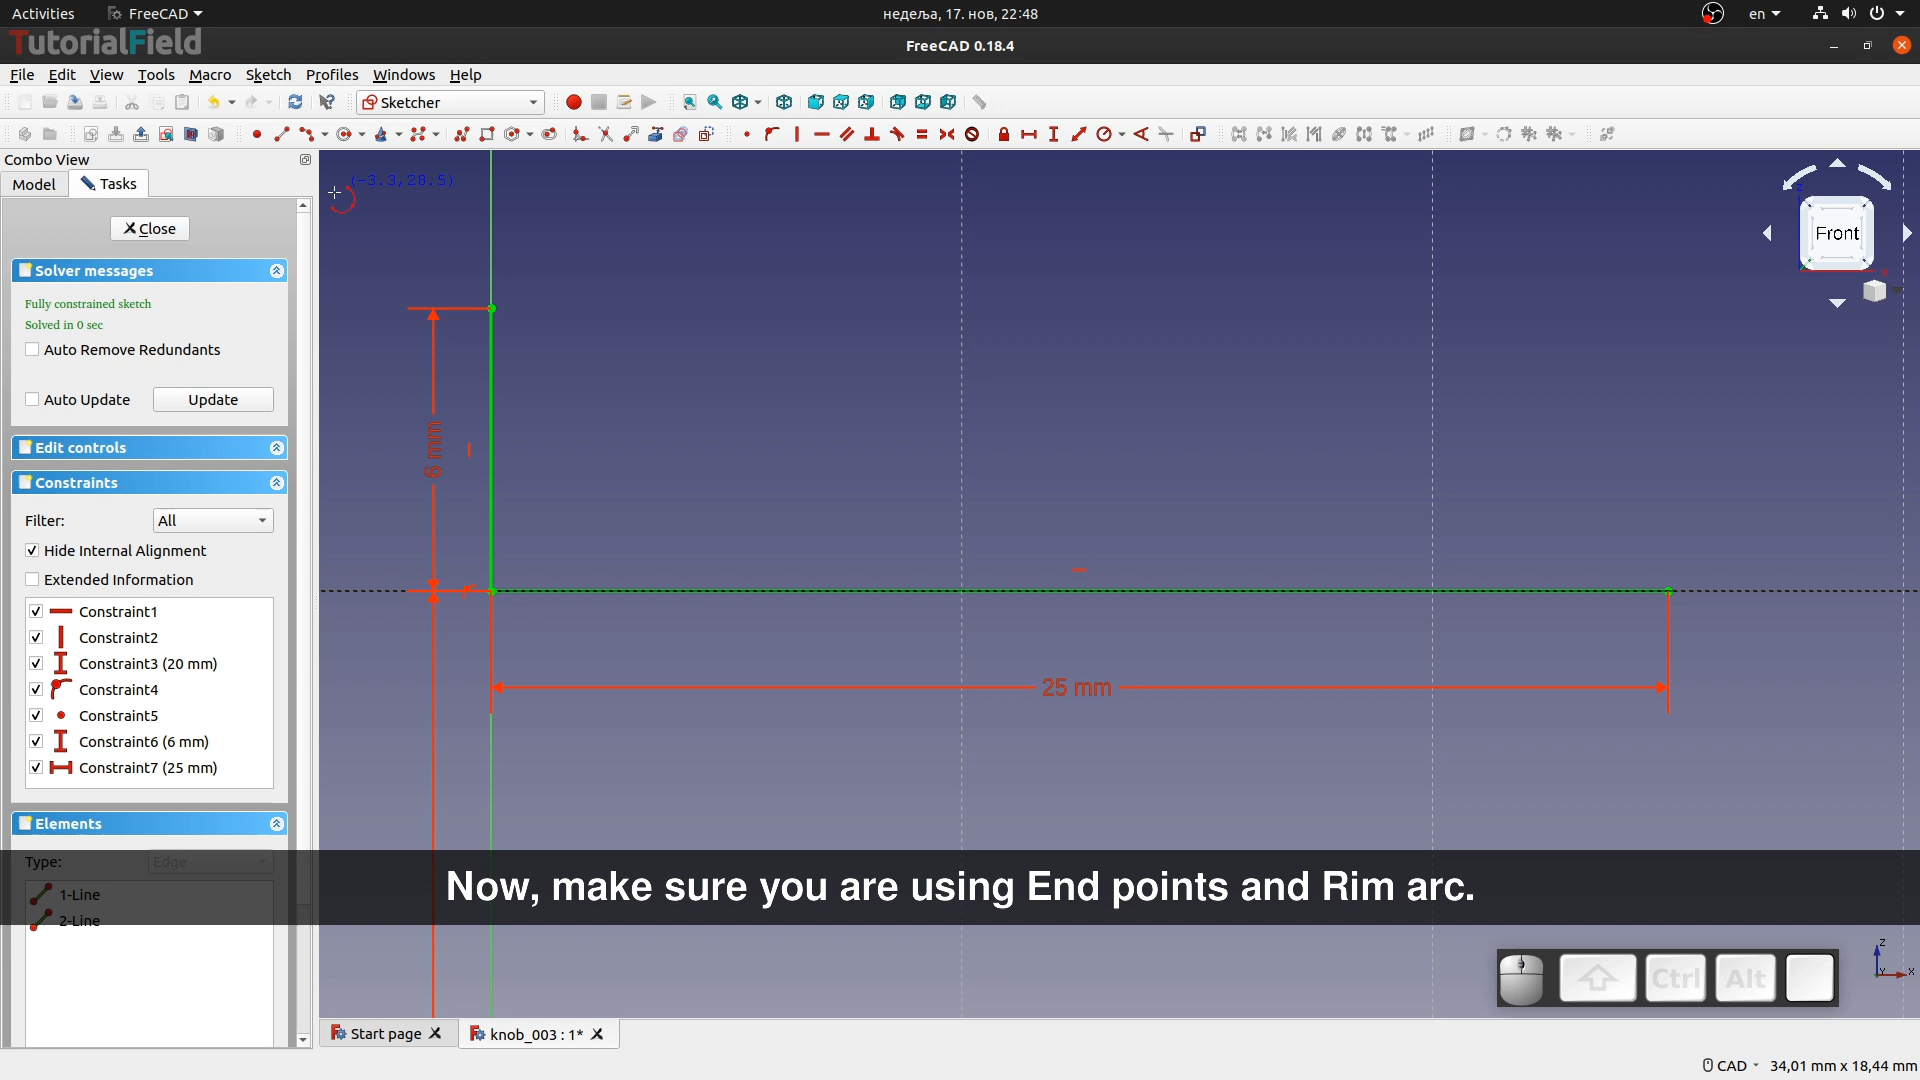 Activities
FreeCAD
недеља, 17. нов, 22:48
en
TutorialField
FreeCAD 0.18.4
File Edit View Tools Macro Sketch Profiles Windows Help
Sketcher
Combo View
Model
Tasks
Close
Solver messages
Fully constrained sketch
Solved in 0 sec
Auto Remove Redundants
Auto Update
Update
Edit controls
Constraints
Filter:
All
Hide Internal Alignment
Extended Information
Constraint1
Constraint2
Constraint3 (20 mm)
Constraint4
Constraint5
Constraint6 (6 mm)
Constraint7 (25 mm)
Elements
Type:
Edge
1-Line
2-Line
(-3.3,28.5)
6 mm
25 mm
Front
Z
X
Now, make sure you are using End points and Rim arc.
Ctrl
Alt
Z
Y
X
Start page
knob_003 : 1*
CAD
34,01 mm x 18,44 mm